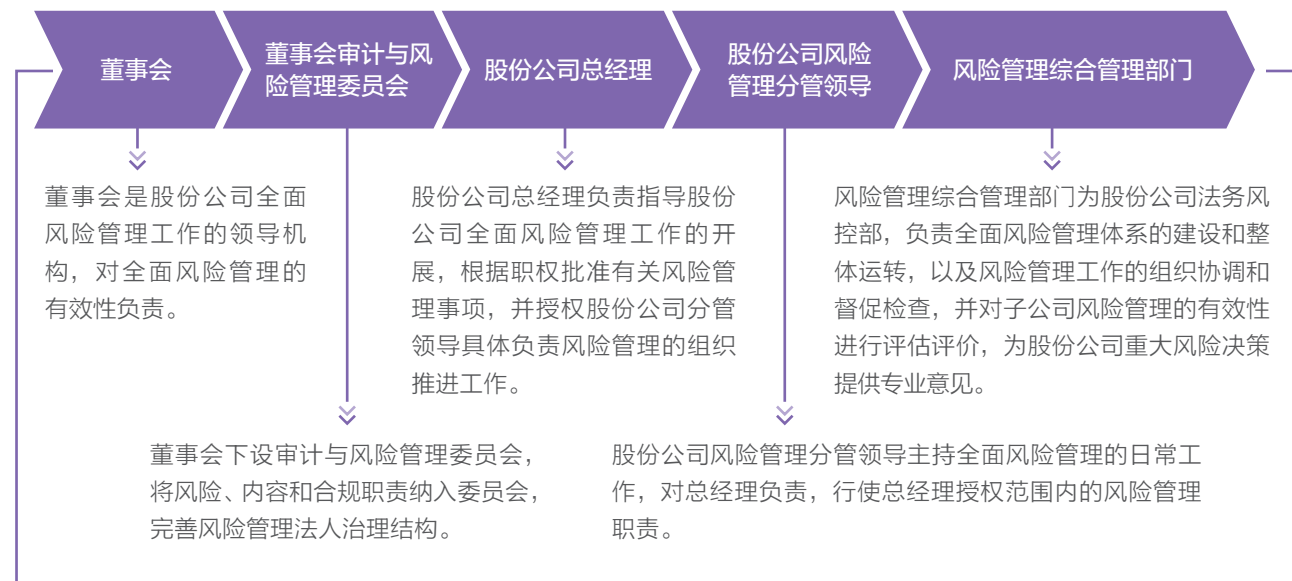 董事会
董事会审计与风
险管理委员会
股份公司总经理
股份公司风险
管理分管领导
风险管理综合管理部门
董事会是股份公司全面
风险管理工作的领导机
构，对全面风险管理的
有效性负责。
股份公司总经理负责指导股份
公司全面风险管理工作的开
展，根据职权批准有关风险管
理事项，并授权股份公司分管
领导具体负责风险管理的组织
推进工作。
风险管理综合管理部门为股份公司法务风
控部，负责全面风险管理体系的建设和整
体运转，以及风险管理工作的组织协调和
督促检查，并对子公司风险管理的有效性
进行评估评价，为股份公司重大风险决策
提供专业意见。
董事会下设审计与风险管理委员会，
将风险、内容和合规职责纳入委员会，
完善风险管理法人治理结构。
股份公司风险管理分管领导主持全面风险管理的日常工
作，对总经理负责，行使总经理授权范围内的风险管理
职责。